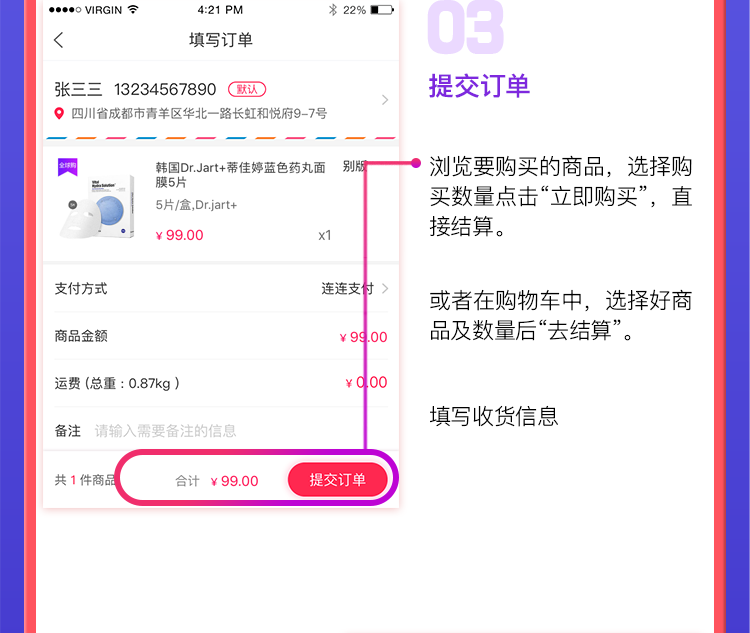 VIRGIN 4:21 PM 22%
填写订单
张三三 13234567890 默认
四川省成都市青羊区华北一路长虹和悦府9-7号
全球购
韩国Dr.Jart+蒂佳婷蓝色药丸面 别版
膜5片
5片/盒,Dr.jart+
¥ 99.00 x1
支付方式 连连支付
商品金额 ¥ 99.00
运费 (总重：0.87kg ) ¥ 0.00
备注 请输入需要备注的信息
共 1 件商品 合计 ¥ 99.00 提交订单
03
提交订单
浏览要购买的商品，选择购
买数量点击“立即购买”，直
接结算。
或者在购物车中，选择好商
品及数量后“去结算”。
填写收货信息